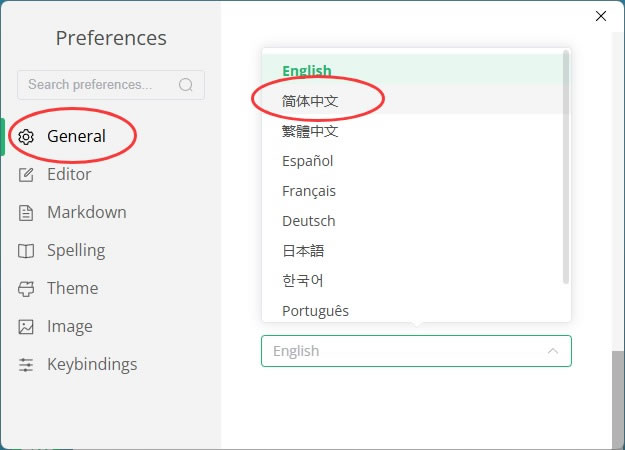 Preferences
Search preferences...
General
Editor
Markdown
Spelling
Theme
Image
Keybindings
English
简体中文
繁體中文
Español
Français
Deutsch
日本語
한국어
Português
English